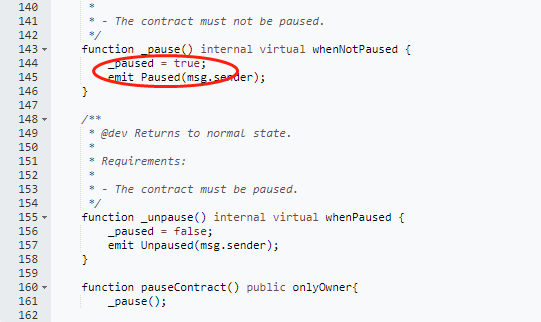 140 *
141 * - The contract must not be paused.
142 */
143 function _pause() internal virtual whenNotPaused {
144 _paused = true;
145 emit Paused(msg.sender);
146 }
147
148 /**
149 * @dev Returns to normal state.
150 *
151 * Requirements:
152 *
153 * - The contract must be paused.
154 */
155 function _unpause() internal virtual whenPaused {
156 _paused = false;
157 emit Unpaused(msg.sender);
158 }
159
160 function pauseContract() public onlyOwner{
161 _pause();
162